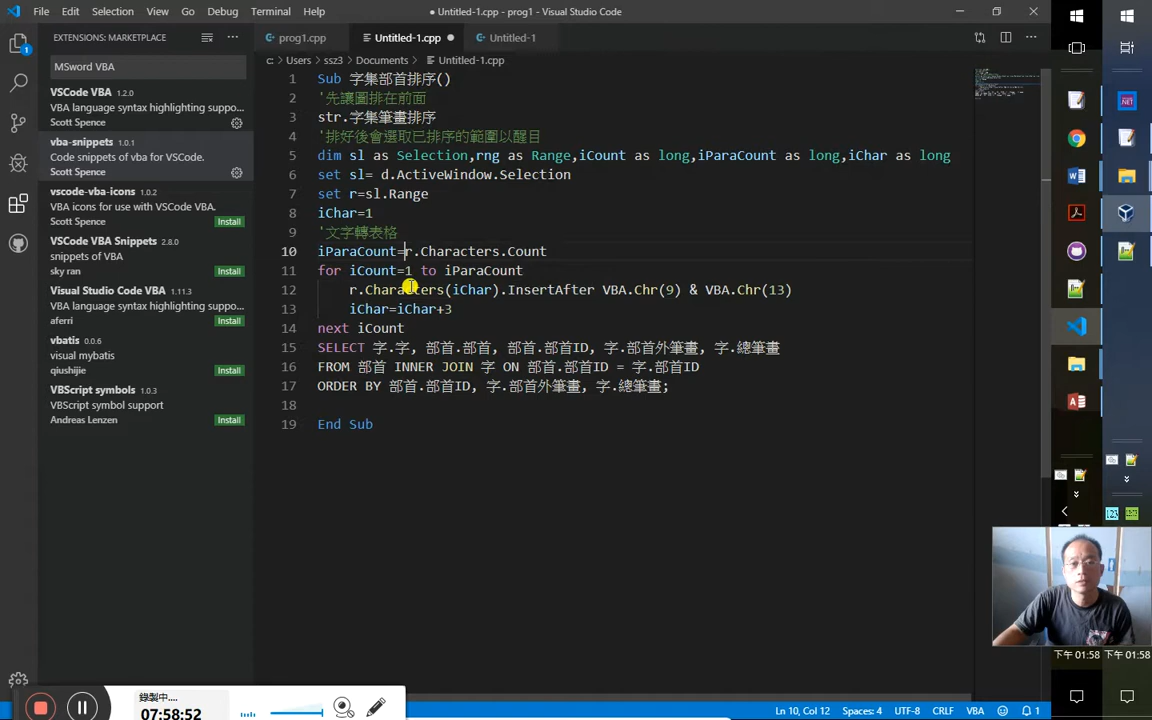 File Edit Selection View Go Debug Terminal Help
● Untitled-1.cpp - prog1 - Visual Studio Code
EXTENSIONS: MARKETPLACE
MSword VBA
VSCode VBA 1.2.0
VBA language syntax highlighting suppo...
Scott Spence
vba-snippets 1.0.1
Code snippets of vba for VSCode.
Scott Spence
vscode-vba-icons 1.0.2
VBA icons for use with VSCode VBA.
Scott Spence Install
VSCode VBA Snippets 2.8.0
snippets of VBA
sky ran Install
Visual Studio Code VBA 1.11.3
VBA language syntax highlighting suppo...
aferri Install
vbatis 0.0.6
visual mybatis
qiushijie Install
VBScript symbols 1.0.3
VBScript symbol support
Andreas Lenzen Install
prog1.cpp Untitled-1.cpp ● Untitled-1
c: > Users > ssz3 > Documents > Untitled-1.cpp
1 Sub 字集部首排序()
2 '先讓圖排在前面
3 str.字集筆畫排序
4 '排好後會選取已排序的範圍以醒目
5 dim sl as Selection,rng as Range,iCount as long,iParaCount as long,iChar as long
6 set sl= d.ActiveWindow.Selection
7 set r=sl.Range
8 iChar=1
9 '文字轉表格
10 iParaCount=r.Characters.Count
11 for iCount=1 to iParaCount
12 r.Characters(iChar).InsertAfter VBA.Chr(9) & VBA.Chr(13)
13 iChar=iChar+3
14 next iCount
15 SELECT 字.字, 部首.部首, 部首.部首ID, 字.部首外筆畫, 字.總筆畫
16 FROM 部首 INNER JOIN 字 ON 部首.部首ID = 字.部首ID
17 ORDER BY 部首.部首ID, 字.部首外筆畫, 字.總筆畫;
18
19 End Sub
錄製中....
07:58:52
Ln 10, Col 12 Spaces: 4 UTF-8 CRLF VBA 1
下午 01:58 下午 01:58